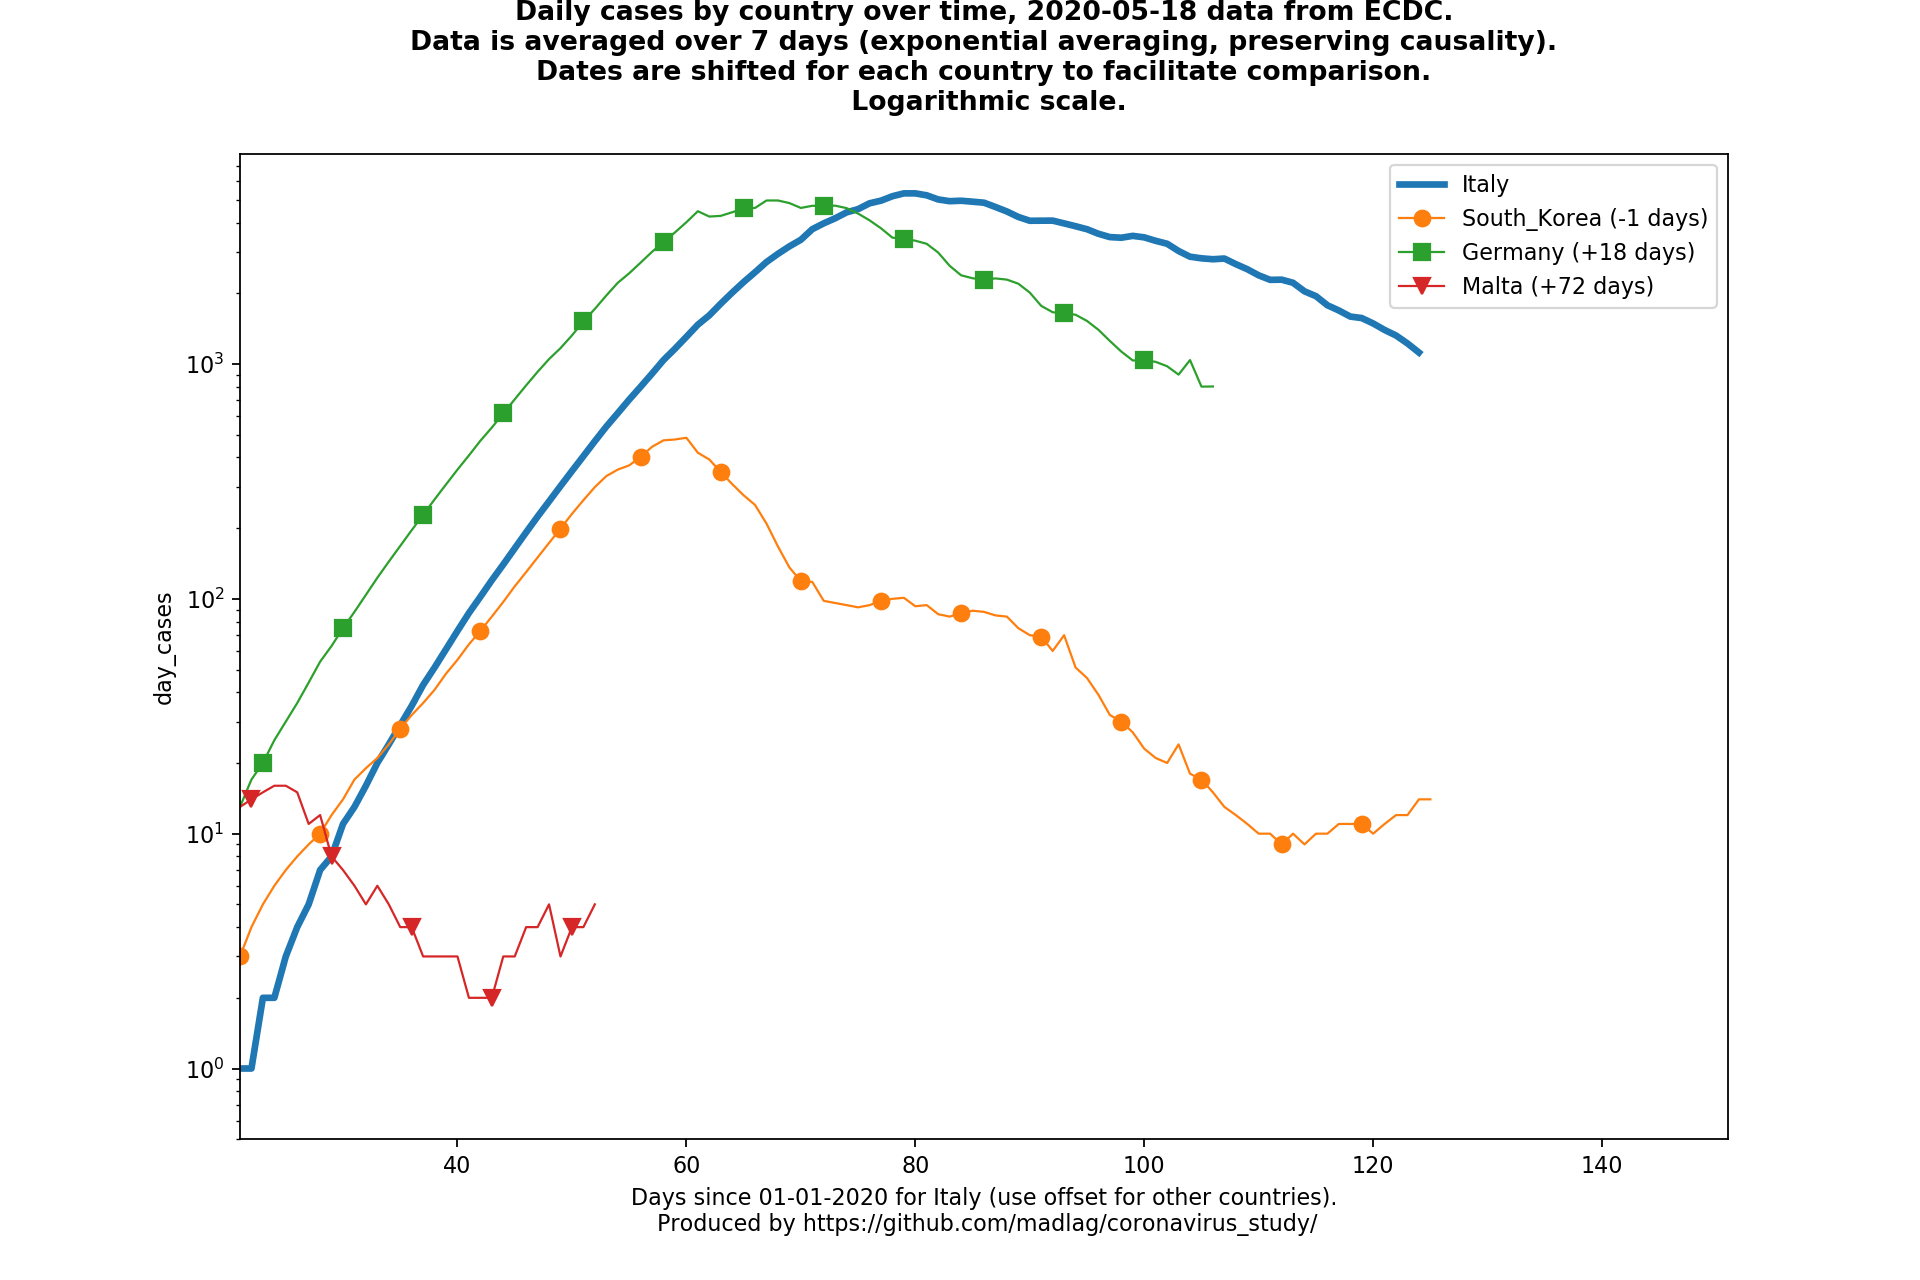 Daily cases by country over time, 2020-05-18 data from ECDC.
Data is averaged over 7 days (exponential averaging, preserving causality).
Dates are shifted for each country to facilitate comparison.
Logarithmic scale.
Italy
South_Korea (-1 days)
Germany (+18 days)
Malta (+72 days)
10³
10²
10¹
10⁰
day_cases
40 60 80 100 120 140
Days since 01-01-2020 for Italy (use offset for other countries).
Produced by https://github.com/madlag/coronavirus_study/